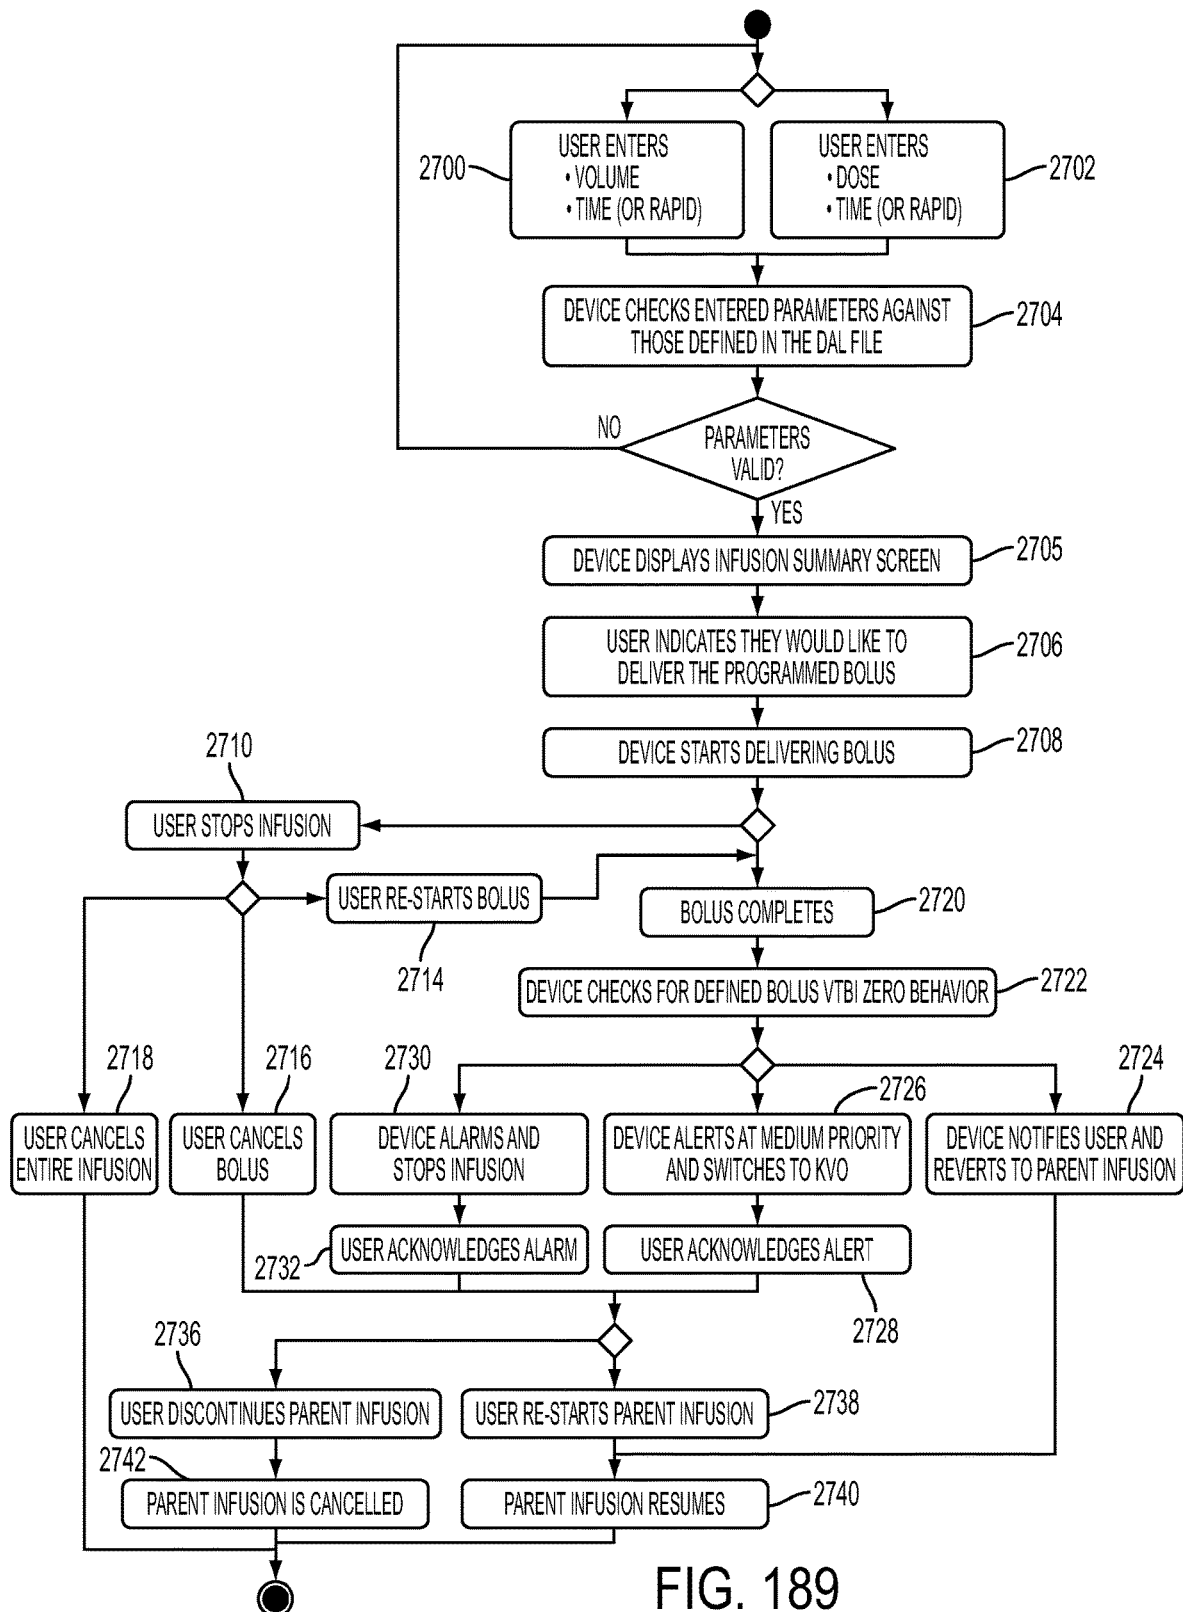 USER ENTERS
• VOLUME
• TIME (OR RAPID)
2700
USER ENTERS
• DOSE
• TIME (OR RAPID)
2702
DEVICE CHECKS ENTERED PARAMETERS AGAINST
THOSE DEFINED IN THE DAL FILE
2704
NO
PARAMETERS
VALID?
YES
DEVICE DISPLAYS INFUSION SUMMARY SCREEN
2705
USER INDICATES THEY WOULD LIKE TO
DELIVER THE PROGRAMMED BOLUS
2706
DEVICE STARTS DELIVERING BOLUS
2708
2710
USER STOPS INFUSION
USER RE-STARTS BOLUS
2714
BOLUS COMPLETES
2720
DEVICE CHECKS FOR DEFINED BOLUS VTBI ZERO BEHAVIOR
2722
2718
USER CANCELS
ENTIRE INFUSION
2716
USER CANCELS
BOLUS
2730
DEVICE ALARMS AND
STOPS INFUSION
2726
DEVICE ALERTS AT MEDIUM PRIORITY
AND SWITCHES TO KVO
2724
DEVICE NOTIFIES USER AND
REVERTS TO PARENT INFUSION
2732
USER ACKNOWLEDGES ALARM
USER ACKNOWLEDGES ALERT
2728
2736
USER DISCONTINUES PARENT INFUSION
USER RE-STARTS PARENT INFUSION
2738
2742
PARENT INFUSION IS CANCELLED
PARENT INFUSION RESUMES
2740
FIG. 189